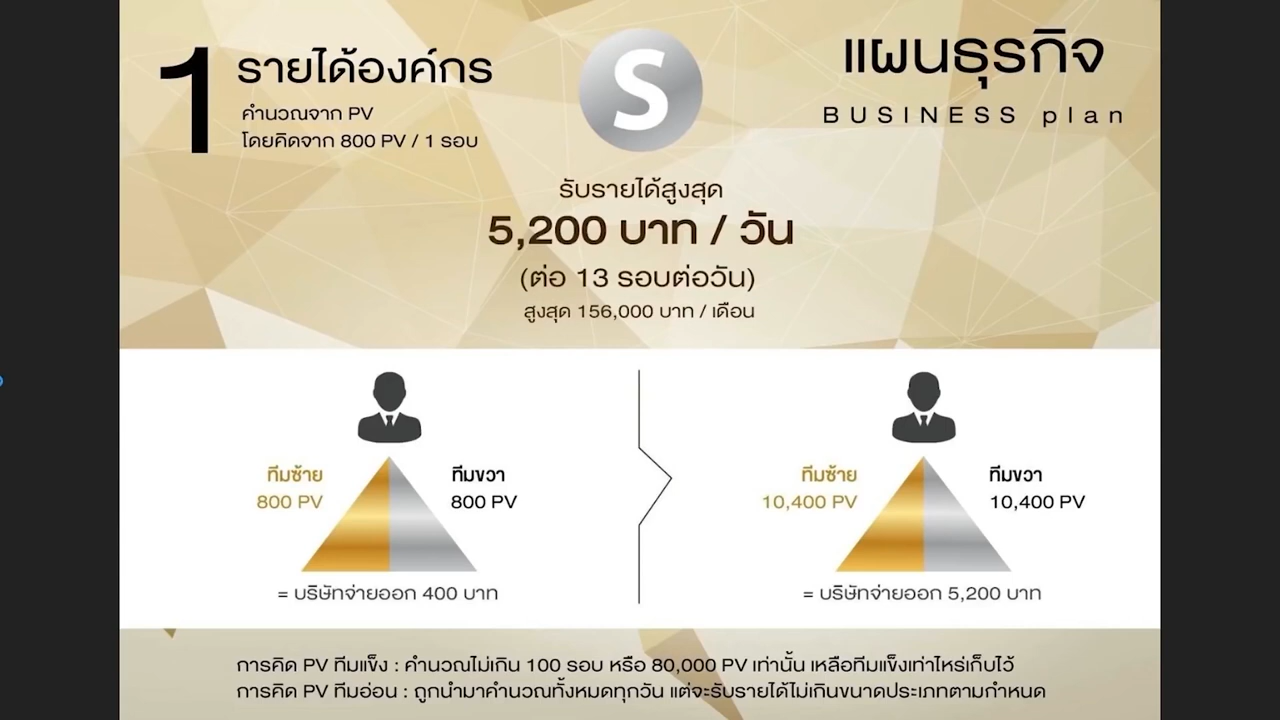 1
รายได้องค์กร
คำนวณจาก PV
โดยคิดจาก 800 PV / 1 รอบ
S
แผนธุรกิจ
BUSINESS plan
รับรายได้สูงสุด
5,200 บาท / วัน
(ต่อ 13 รอบต่อวัน)
สูงสุด 156,000 บาท / เดือน
ทีมซ้าย
800 PV
ทีมขวา
800 PV
= บริษัทจ่ายออก 400 บาท
ทีมซ้าย
10,400 PV
ทีมขวา
10,400 PV
= บริษัทจ่ายออก 5,200 บาท
การคิด PV ทีมแข็ง : คำนวณไม่เกิน 100 รอบ หรือ 80,000 PV เท่านั้น เหลือทีมแข็งเท่าไหร่เก็บไว้
การคิด PV ทีมอ่อน : ถูกนำมาคำนวณทั้งหมดทุกวัน แต่จะรับรายได้ไม่เกินขนาดประเภทตามกำหนด